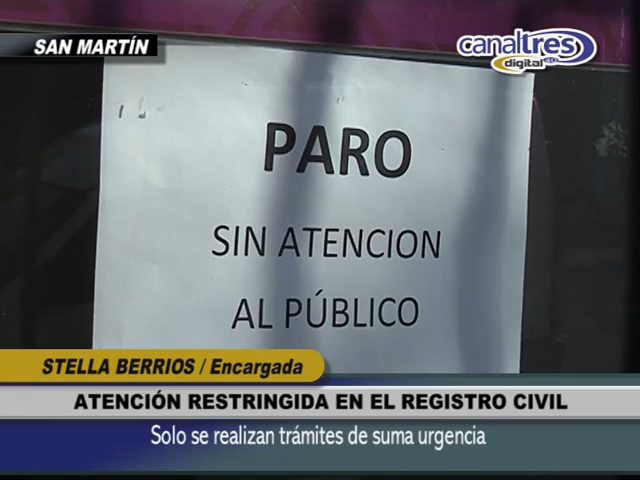 SAN MARTÍN
canaltres
digital
PARO
SIN ATENCION
AL PÚBLICO
STELLA BERRIOS / Encargada
ATENCIÓN RESTRINGIDA EN EL REGISTRO CIVIL
Solo se realizan trámites de suma urgencia